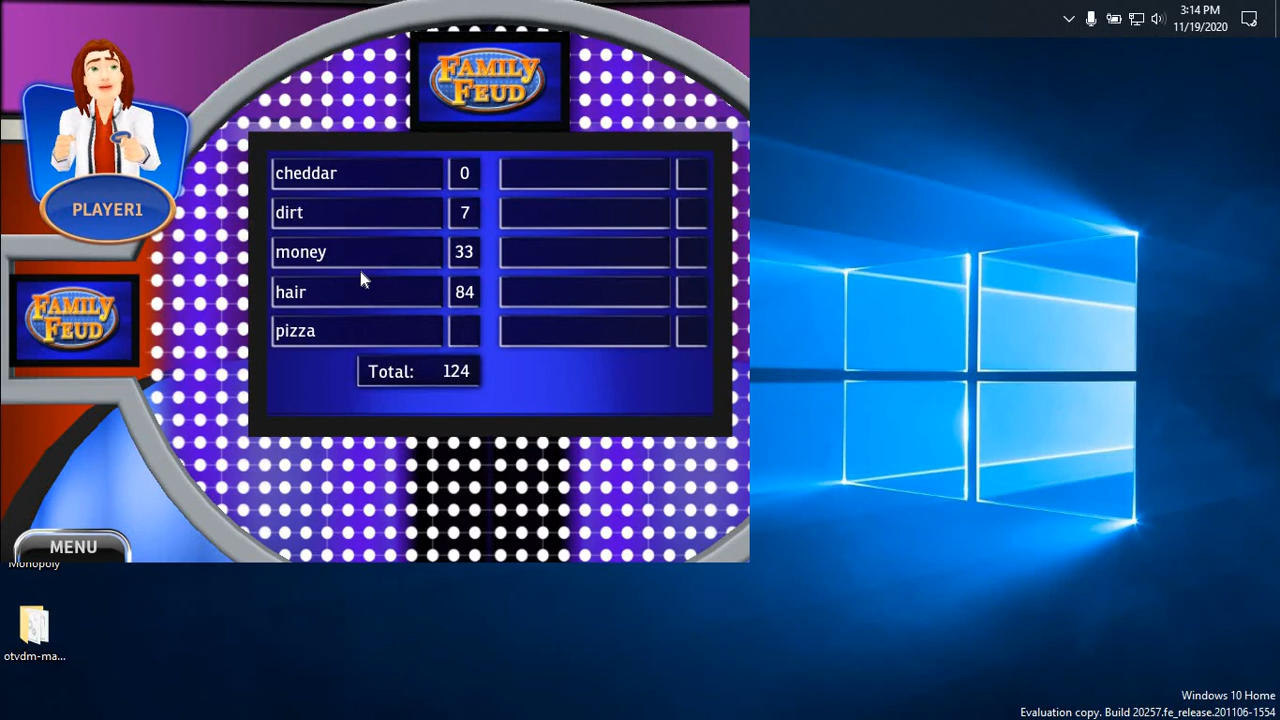 3:14 PM
11/19/2020
FAMILY
FEUD
PLAYER1
cheddar 0
dirt 7
money 33
hair 84
pizza
Total: 124
FAMILY
FEUD
MENU
Monopoly
otvdm-ma...
Windows 10 Home
Evaluation copy. Build 20257.fe_release.201106-1554